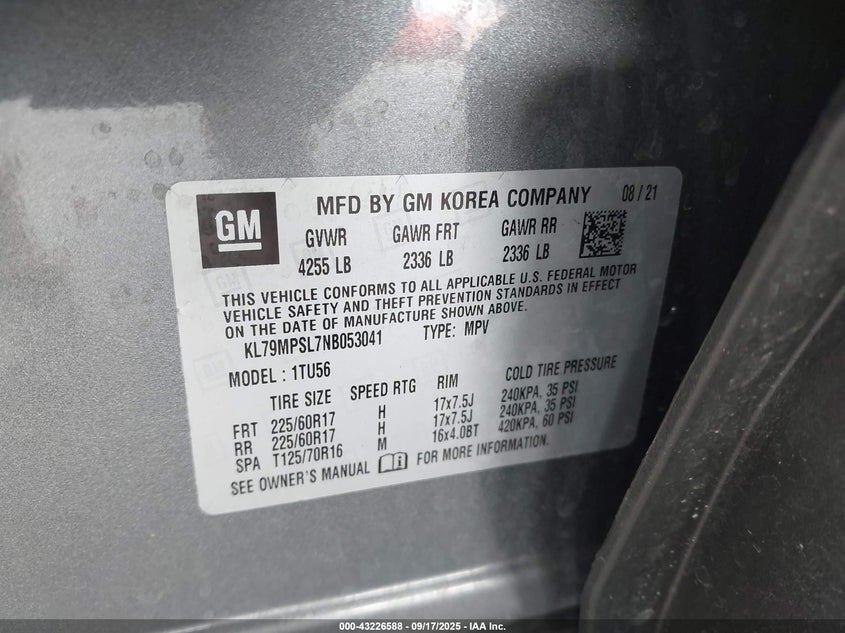 GM
MFD BY GM KOREA COMPANY 08 / 21
GVWR GAWR FRT GAWR RR
4255 LB 2336 LB 2336 LB
THIS VEHICLE CONFORMS TO ALL APPLICABLE U.S. FEDERAL MOTOR
VEHICLE SAFETY AND THEFT PREVENTION STANDARDS IN EFFECT
ON THE DATE OF MANUFACTURE SHOWN ABOVE.
KL79MPSL7NB053041 TYPE: MPV
MODEL : 1TU56
TIRE SIZE SPEED RTG RIM COLD TIRE PRESSURE
FRT 225/60R17 H 17x7.5J 240KPA, 35 PSI
RR 225/60R17 H 17x7.5J 240KPA, 35 PSI
SPA T125/70R16 M 16x4.0BT 420KPA, 60 PSI
SEE OWNER'S MANUAL FOR MORE INFORMATION.
000-43226588 - 09/17/2025 - IAA Inc.